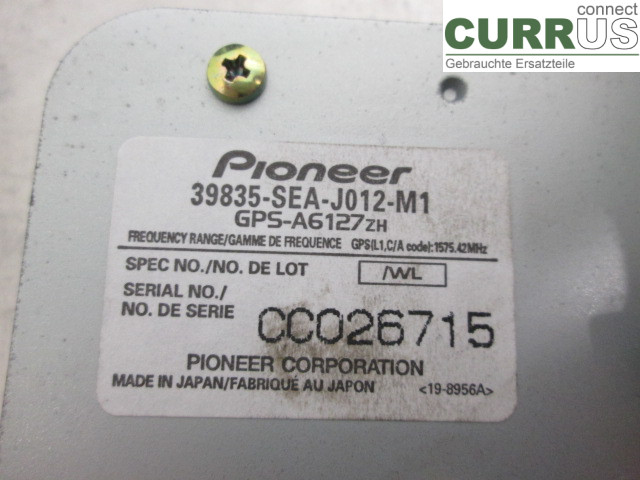 connect
CURRUS
Gebrauchte Ersatzteile
Pioneer
39835-SEA-J012-M1
GPS-A6127ZH
FREQUENCY RANGE/GAMME DE FREQUENCE GPS(L1,C/A code):1575.42MHz
SPEC NO./NO. DE LOT /WL
SERIAL NO./
NO. DE SERIE CC026715
PIONEER CORPORATION
MADE IN JAPAN/FABRIQUÉ AU JAPON <19-8956A>